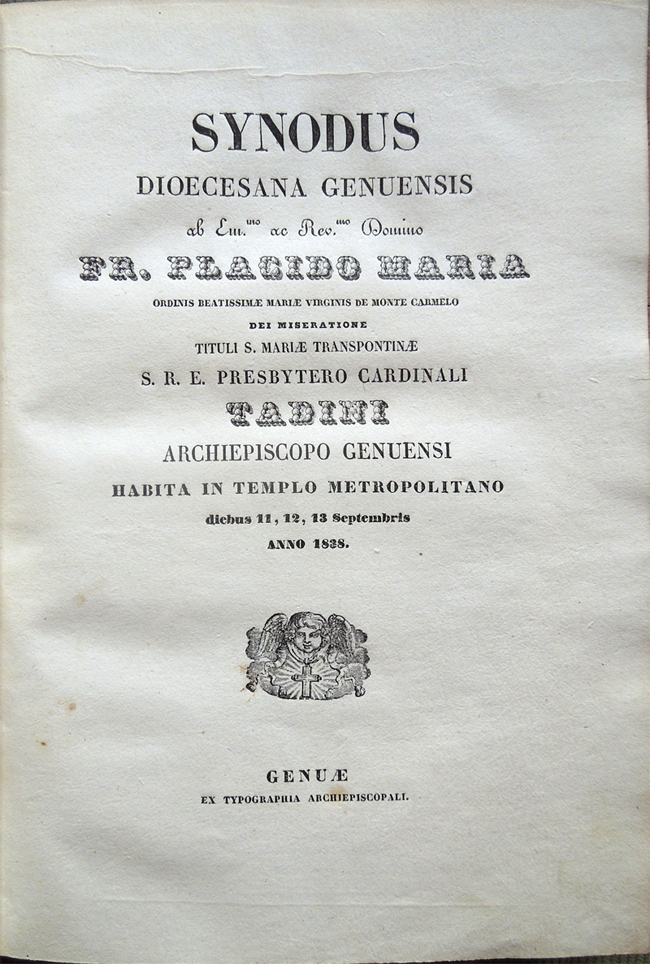 SYNODUS
DIOECESANA GENUENSIS
ab Em.mo ac Rev.mo Domino
FR. PLACIDO MARIA
ORDINIS BEATISSIMÆ MARIÆ VIRGINIS DE MONTE CARMELO
DEI MISERATIONE
TITULI S. MARIÆ TRANSPONTINÆ
S. R. E. PRESBYTERO CARDINALI
TADINI
ARCHIEPISCOPO GENUENSI
HABITA IN TEMPLO METROPOLITANO
diebus 11, 12, 13 Septembris
ANNO 1838.
GENUÆ
EX TYPOGRAPHIA ARCHIEPISCOPALI.